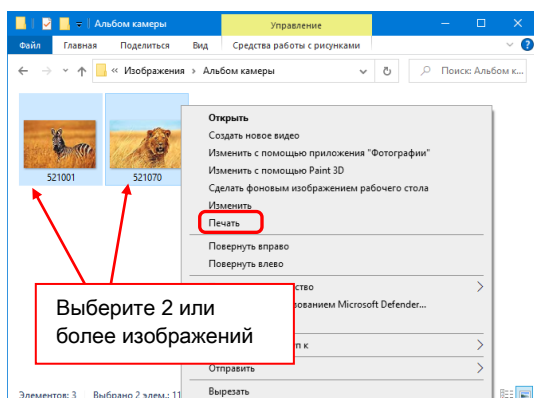 Альбом камеры
Управление
Файл Главная Поделиться Вид Средства работы с рисунками
« Изображения › Альбом камеры
Поиск: Альбом к...
521001
521070
Открыть
Создать новое видео
Изменить с помощью приложения "Фотографии"
Изменить с помощью Paint 3D
Сделать фоновым изображением рабочего стола
Изменить
Печать
Повернуть вправо
Повернуть влево
ство
ованием Microsoft Defender...
п к
Выберите 2 или
более изображений
Отправить
Вырезать
Элементов: 3 Выбрано 2 элем.: 11